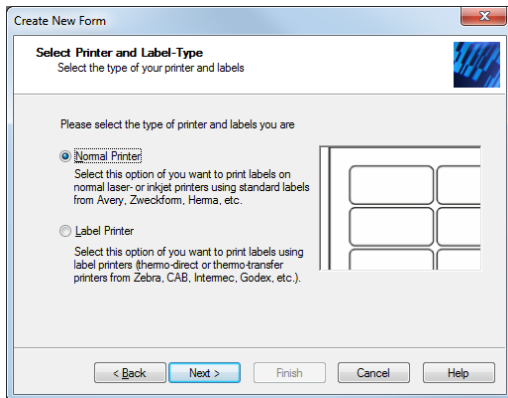 Create New Form
Select Printer and Label-Type
Select the type of your printer and labels
Please select the type of printer and labels you are
Normal Printer
Select this option of you want to print labels on
normal laser- or inkjet printers using standard labels
from Avery, Zweckform, Herma, etc.
Label Printer
Select this option of you want to print labels using
label printers (thermo-direct or thermo-transfer
printers from Zebra, CAB, Intermec, Godex, etc.).
< Back
Next >
Finish
Cancel
Help